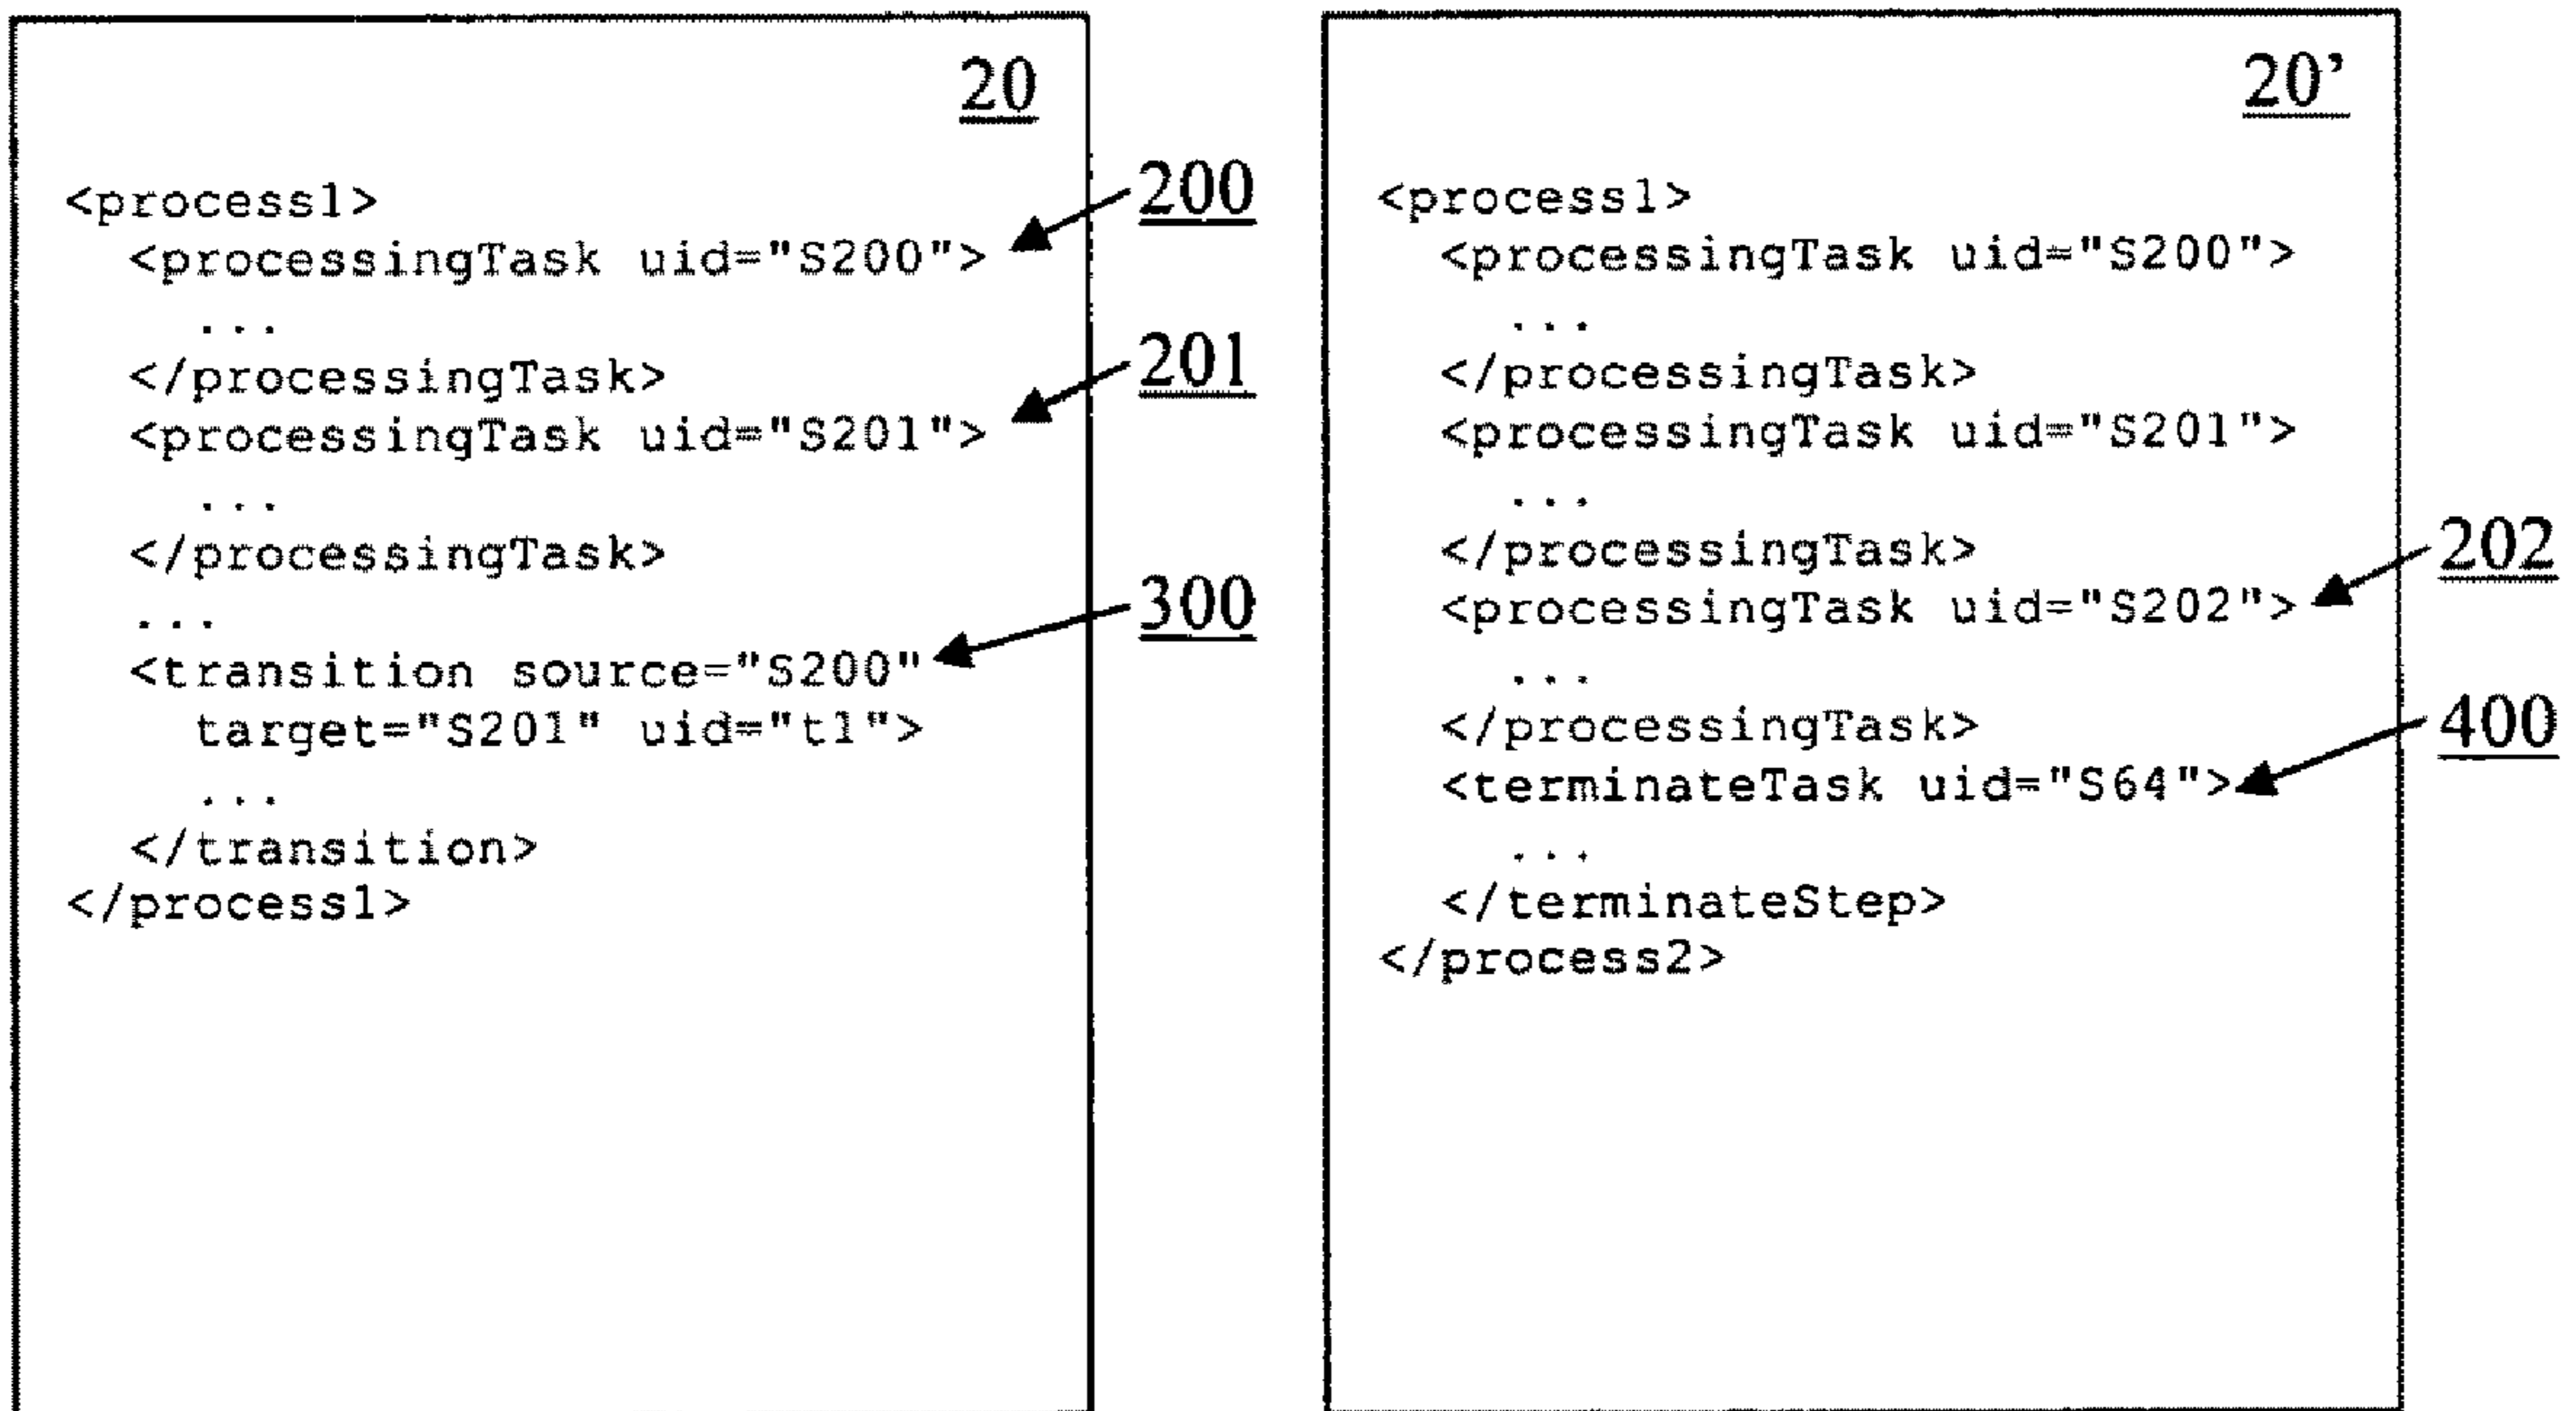 20
<process1>
<processingTask uid="S200">
...
</processingTask>
<processingTask uid="S201">
...
</processingTask>
...
<transition source="S200"
target="S201" uid="t1">
...
</transition>
</process1>
200
201
300
20’
<process1>
<processingTask uid="S200">
...
</processingTask>
<processingTask uid="S201">
...
</processingTask>
<processingTask uid="S202">
...
</processingTask>
<terminateTask uid="S64">
...
</terminateStep>
</process2>
202
400